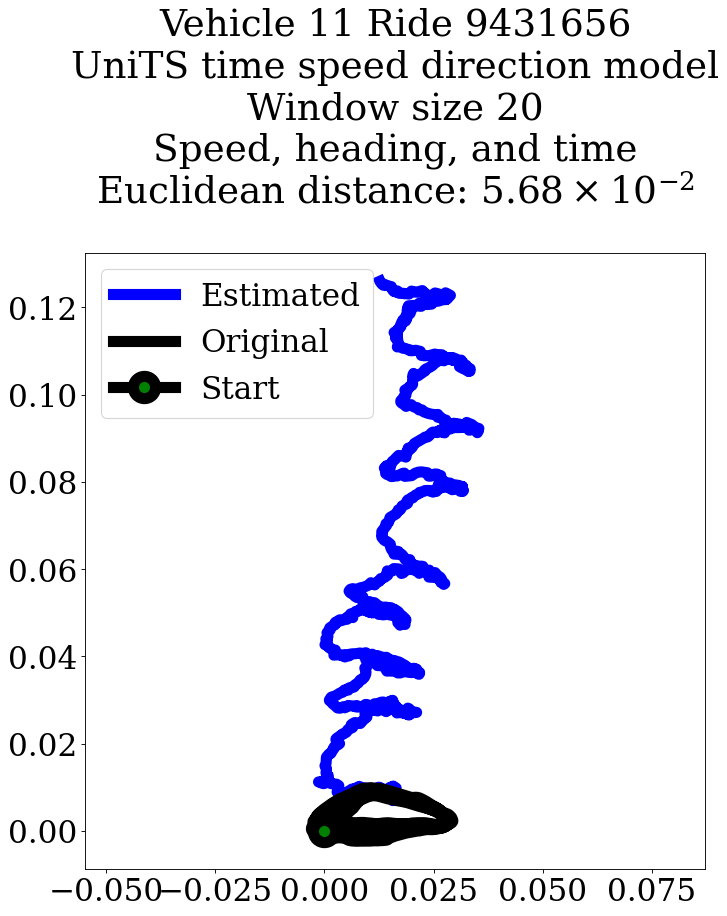 Vehicle 11 Ride 9431656
UniTS time speed direction model
Window size 20
Speed, heading, and time
Euclidean distance: 5.68 × 10⁻²
Estimated
Original
Start
0.12
0.10
0.08
0.06
0.04
0.02
0.00
−0.050 −0.025 0.000 0.025 0.050 0.075